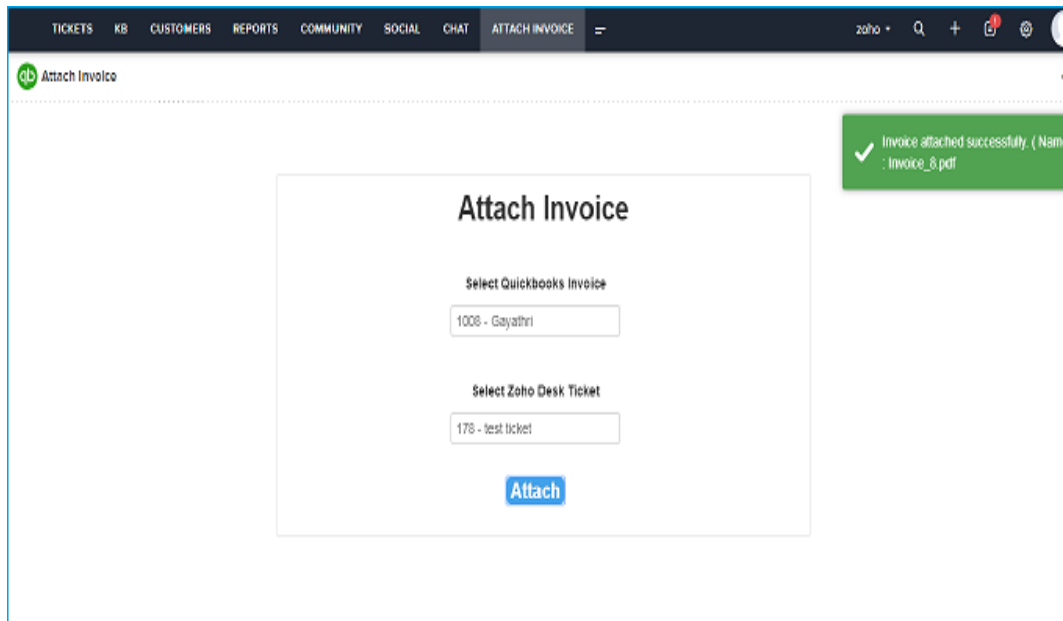 TICKETS KB CUSTOMERS REPORTS COMMUNITY SOCIAL CHAT ATTACH INVOICE zoho
qb Attach Invoice
Invoice attached successfully. ( Name
: Invoice_8.pdf
Attach Invoice
Select Quickbooks Invoice
1008 - Gayathri
Select Zoho Desk Ticket
178 - test ticket
Attach